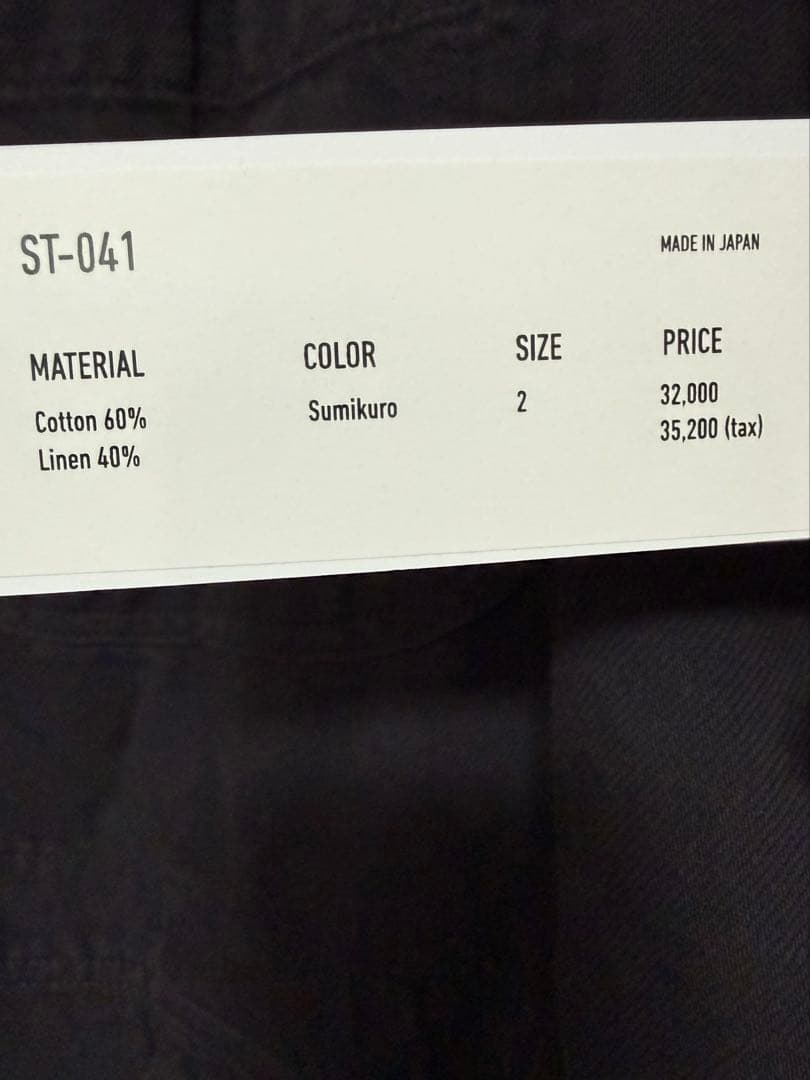 ST-041
MADE IN JAPAN
MATERIAL
Cotton 60%
Linen 40%
COLOR
Sumikuro
SIZE
2
PRICE
32,000
35,200 (tax)